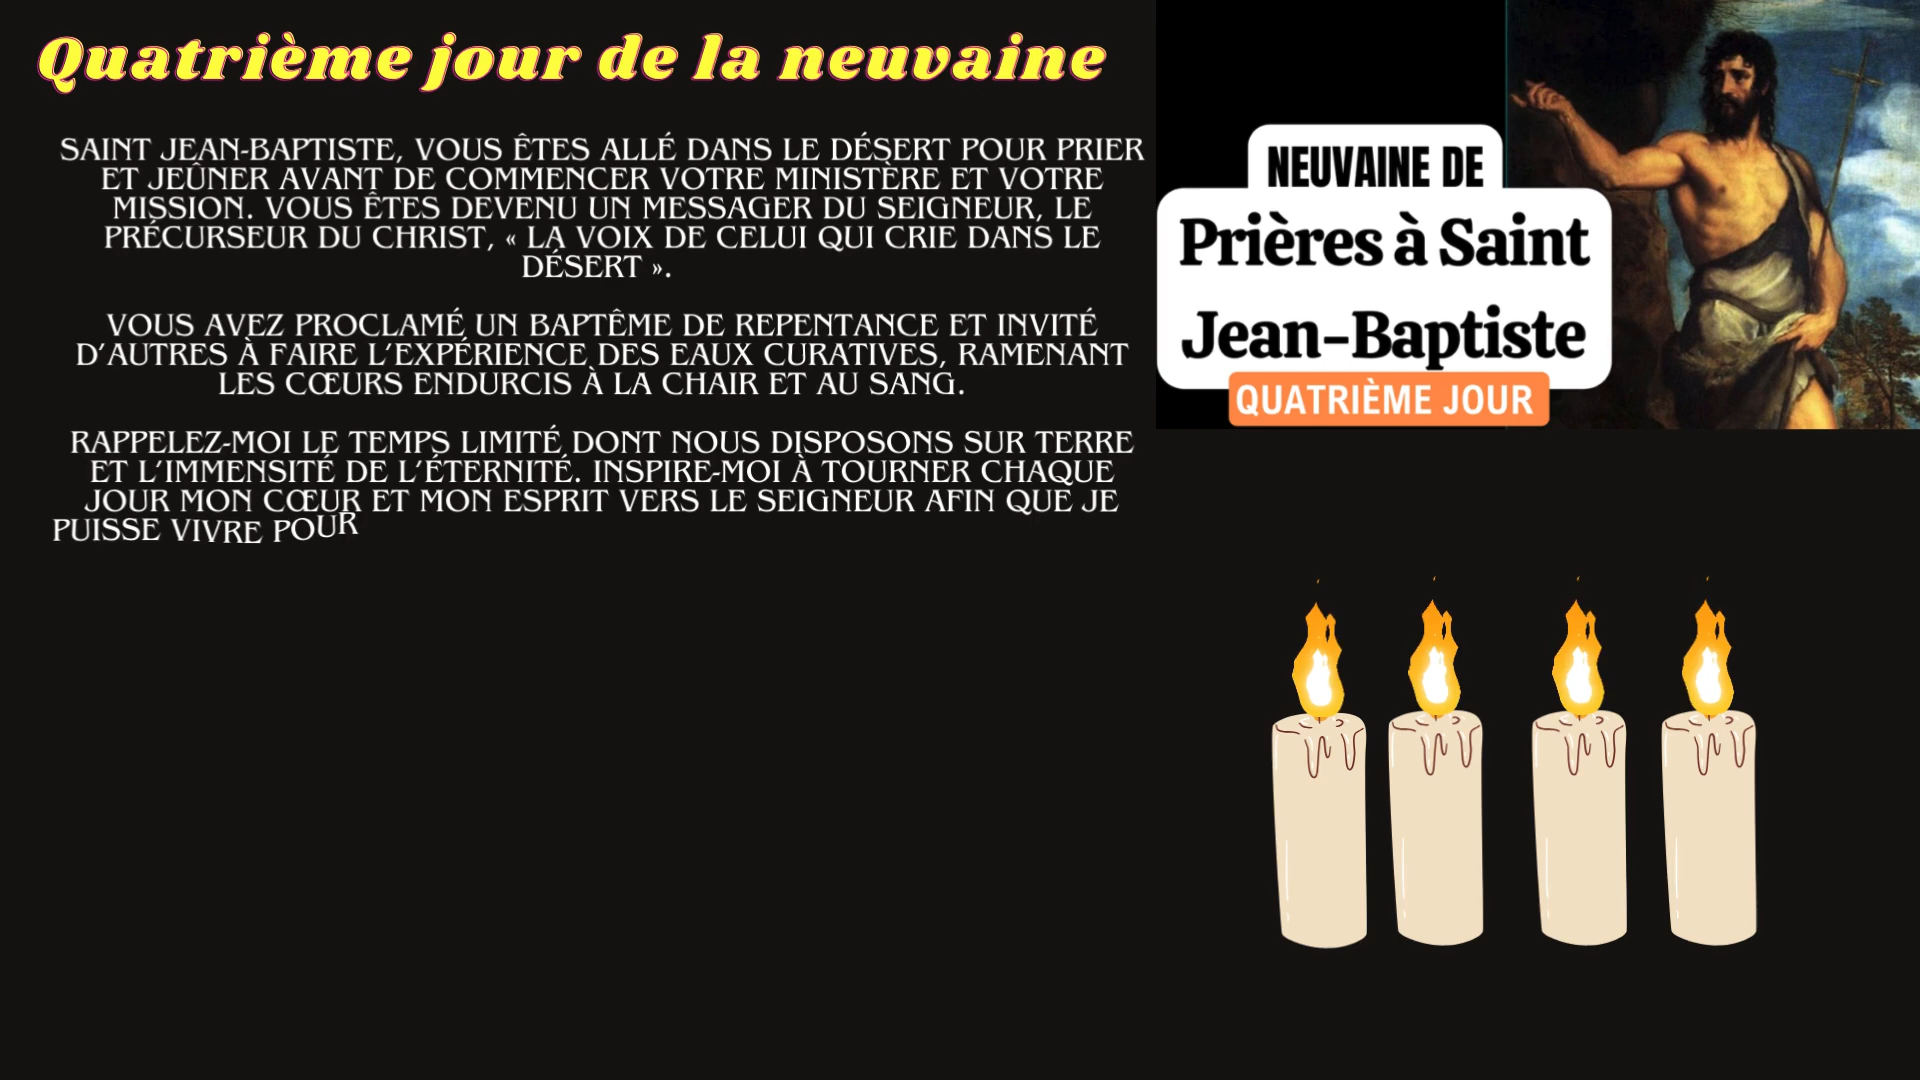 Quatrième jour de la neuvaine
SAINT JEAN-BAPTISTE, VOUS ÊTES ALLÉ DANS LE DÉSERT POUR PRIER
ET JEÛNER AVANT DE COMMENCER VOTRE MINISTÈRE ET VOTRE
MISSION. VOUS ÊTES DEVENU UN MESSAGER DU SEIGNEUR, LE
PRÉCURSEUR DU CHRIST, « LA VOIX DE CELUI QUI CRIE DANS LE
DÉSERT ».
VOUS AVEZ PROCLAMÉ UN BAPTÊME DE REPENTANCE ET INVITÉ
D'AUTRES À FAIRE L'EXPÉRIENCE DES EAUX CURATIVES, RAMENANT
LES CŒURS ENDURCIS À LA CHAIR ET AU SANG.
RAPPELEZ-MOI LE TEMPS LIMITÉ DONT NOUS DISPOSONS SUR TERRE
ET L'IMMENSITÉ DE L'ÉTERNITÉ. INSPIRE-MOI À TOURNER CHAQUE
JOUR MON CŒUR ET MON ESPRIT VERS LE SEIGNEUR AFIN QUE JE
PUISSE VIVRE POUR
NEUVAINE DE
Prières à Saint
Jean-Baptiste
QUATRIÈME JOUR